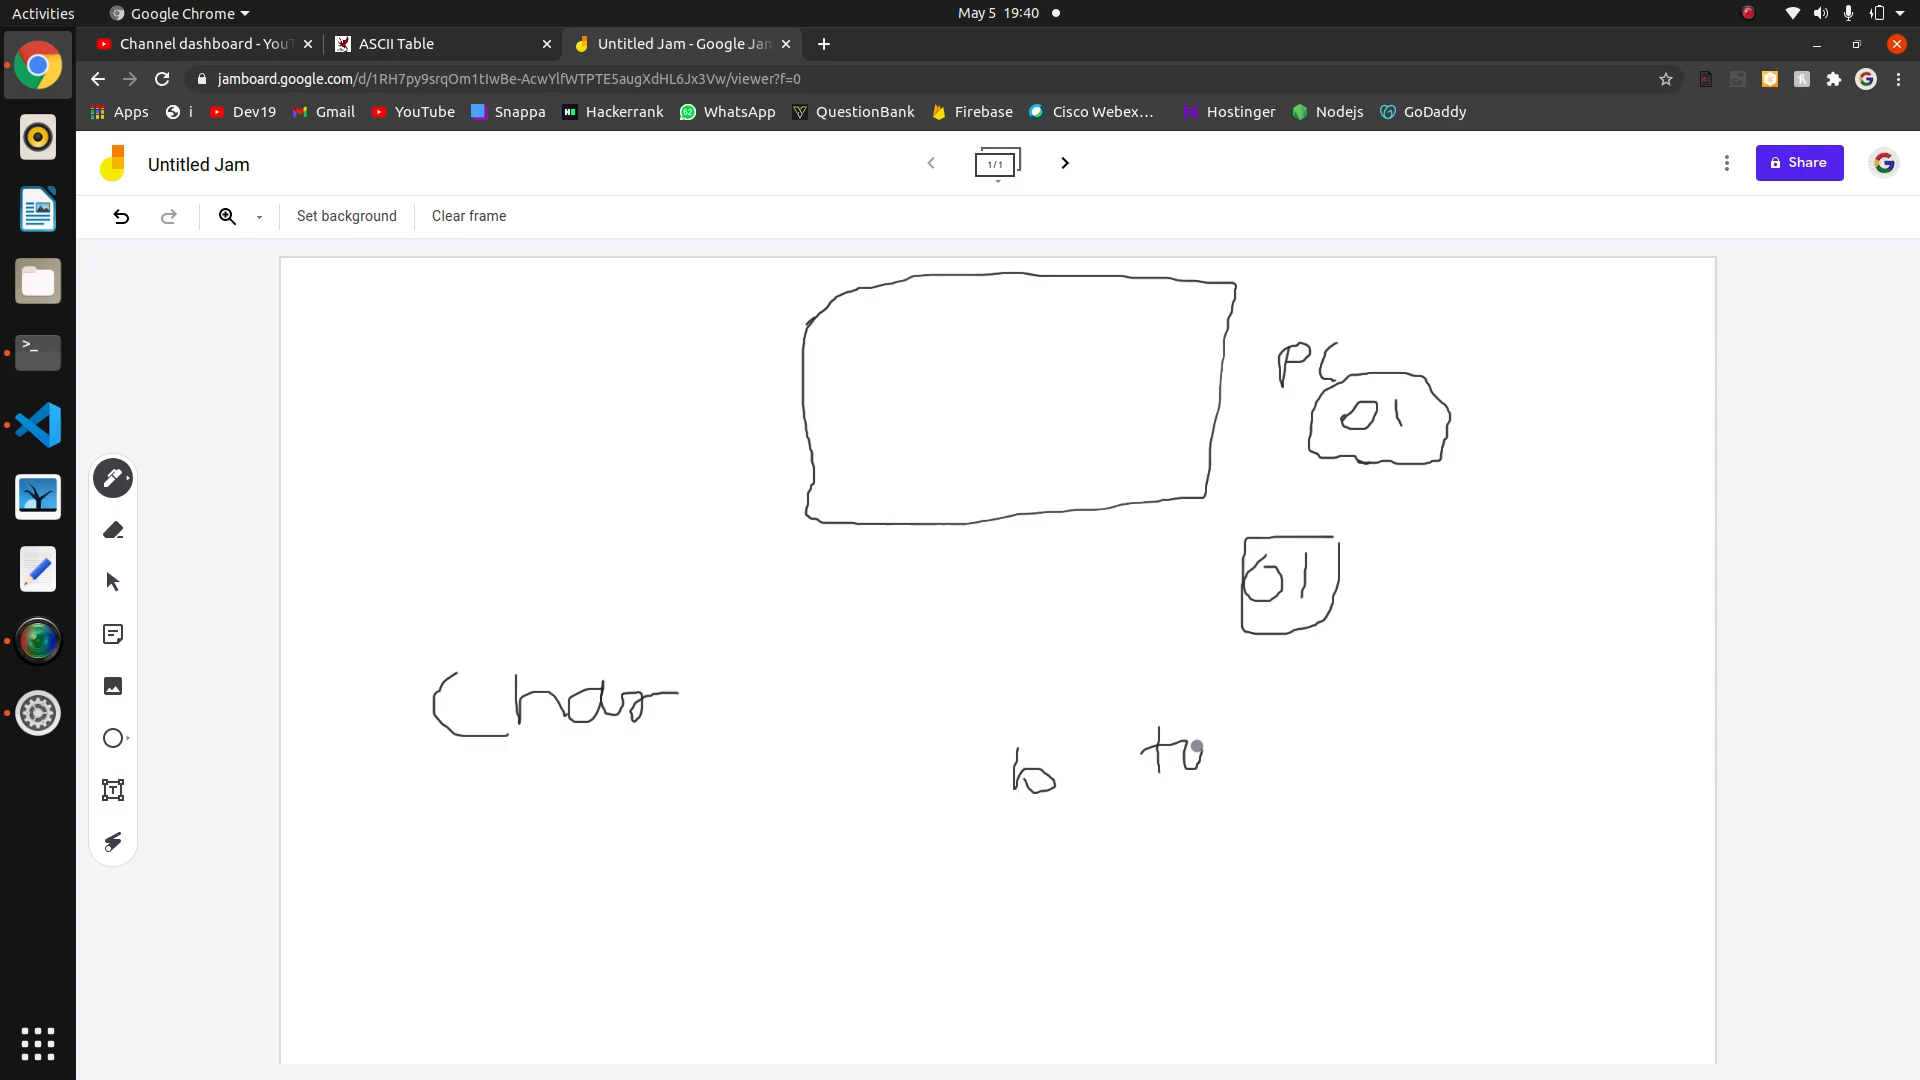 Activities Google Chrome May 5 19:40
Channel dashboard - YouT ASCII Table Untitled Jam - Google Jam
jamboard.google.com/d/1RH7py9srqOm1tIwBe-AcwYlfWTPTE5augXdHL6Jx3Vw/viewer?f=0
Apps i Dev19 Gmail YouTube Snappa Hackerrank WhatsApp QuestionBank Firebase Cisco Webex... Hostinger Nodejs GoDaddy
Untitled Jam 1/1 Share
Set background Clear frame
PC
01
01
Char
to
b